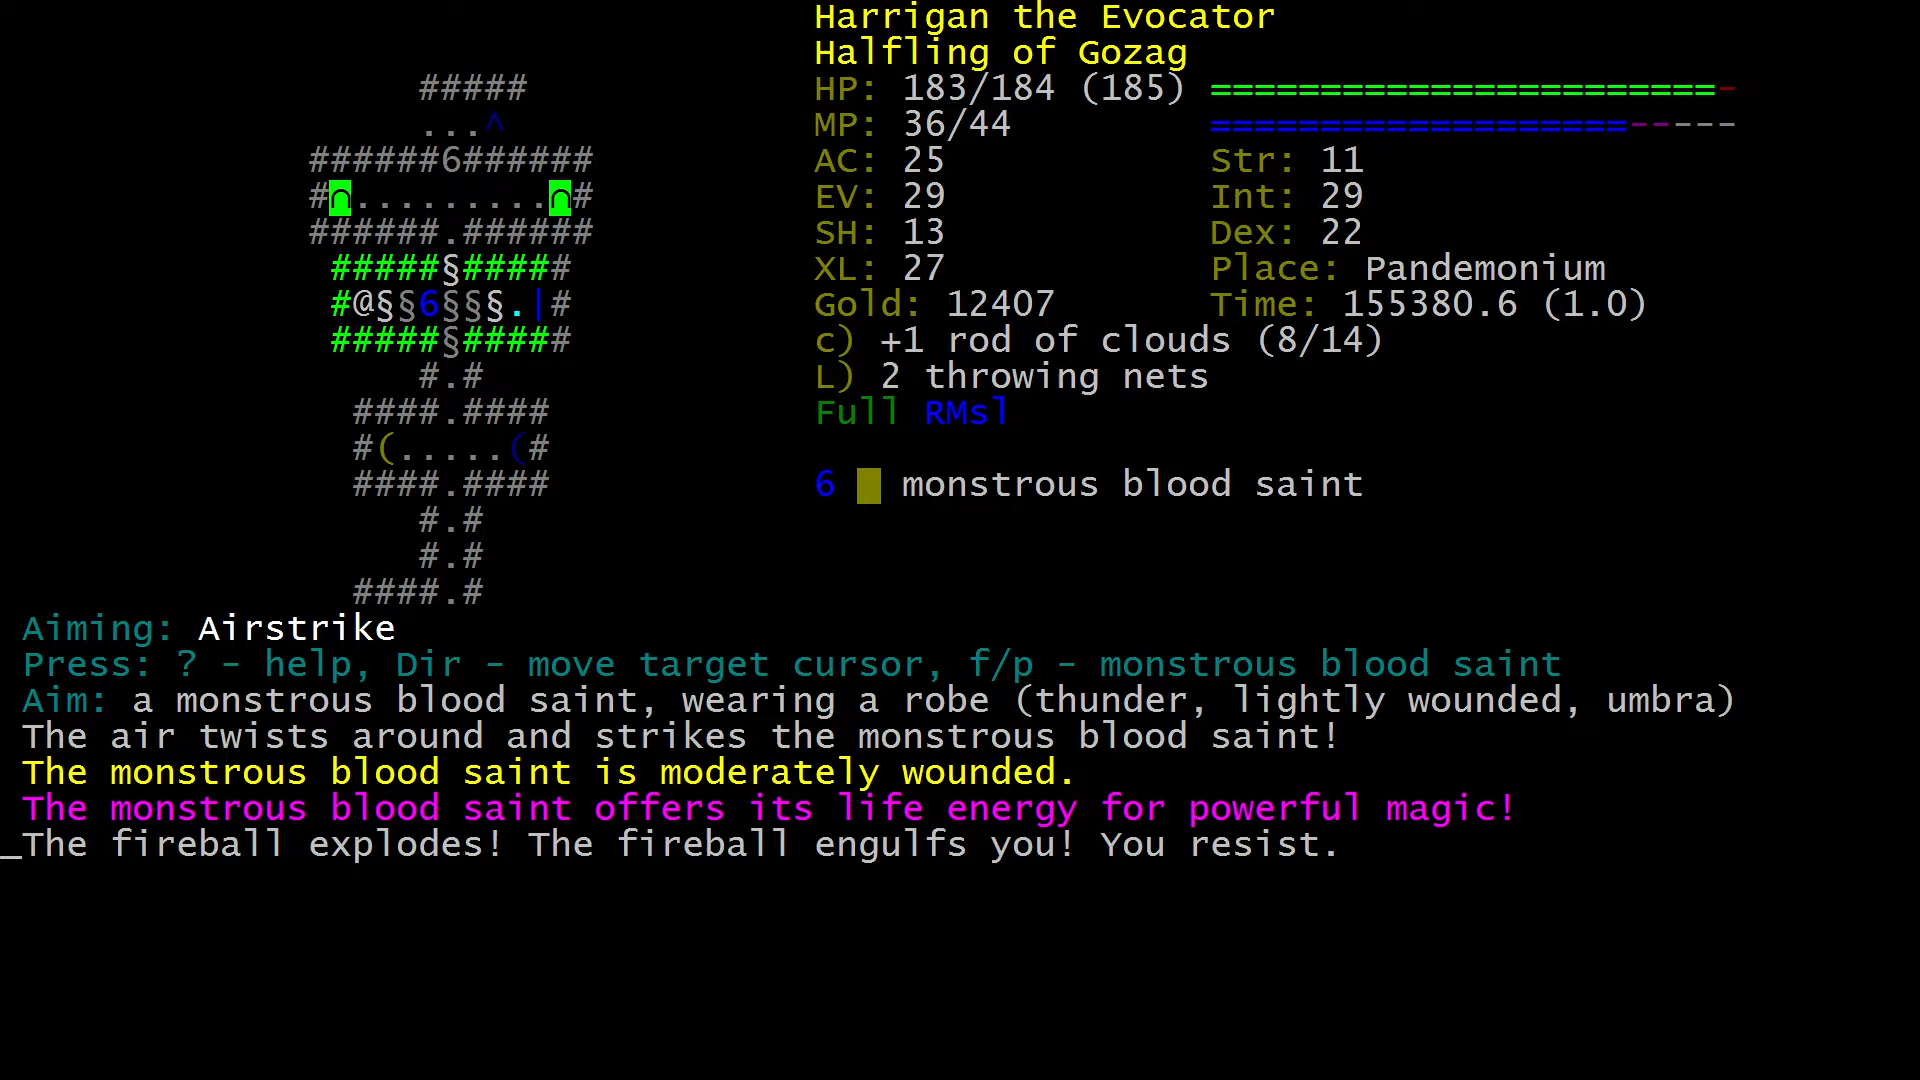 Harrigan the Evocator
Halfling of Gozag
##### HP: 183/184 (185) ========================-
...^ MP: 36/44 ===================-----
######6###### AC: 25 Str: 11
#∩.........∩# EV: 29 Int: 29
######.###### SH: 13 Dex: 22
#####§##### XL: 27 Place: Pandemonium
#@§§6§§§.|# Gold: 12407 Time: 155380.6 (1.0)
#####§##### c) +1 rod of clouds (8/14)
#.# L) 2 throwing nets
####.#### Full RMsl
#(.....(#
####.#### 6 monstrous blood saint
#.#
#.#
####.#
Aiming: Airstrike
Press: ? - help, Dir - move target cursor, f/p - monstrous blood saint
Aim: a monstrous blood saint, wearing a robe (thunder, lightly wounded, umbra)
The air twists around and strikes the monstrous blood saint!
The monstrous blood saint is moderately wounded.
The monstrous blood saint offers its life energy for powerful magic!
_The fireball explodes! The fireball engulfs you! You resist.